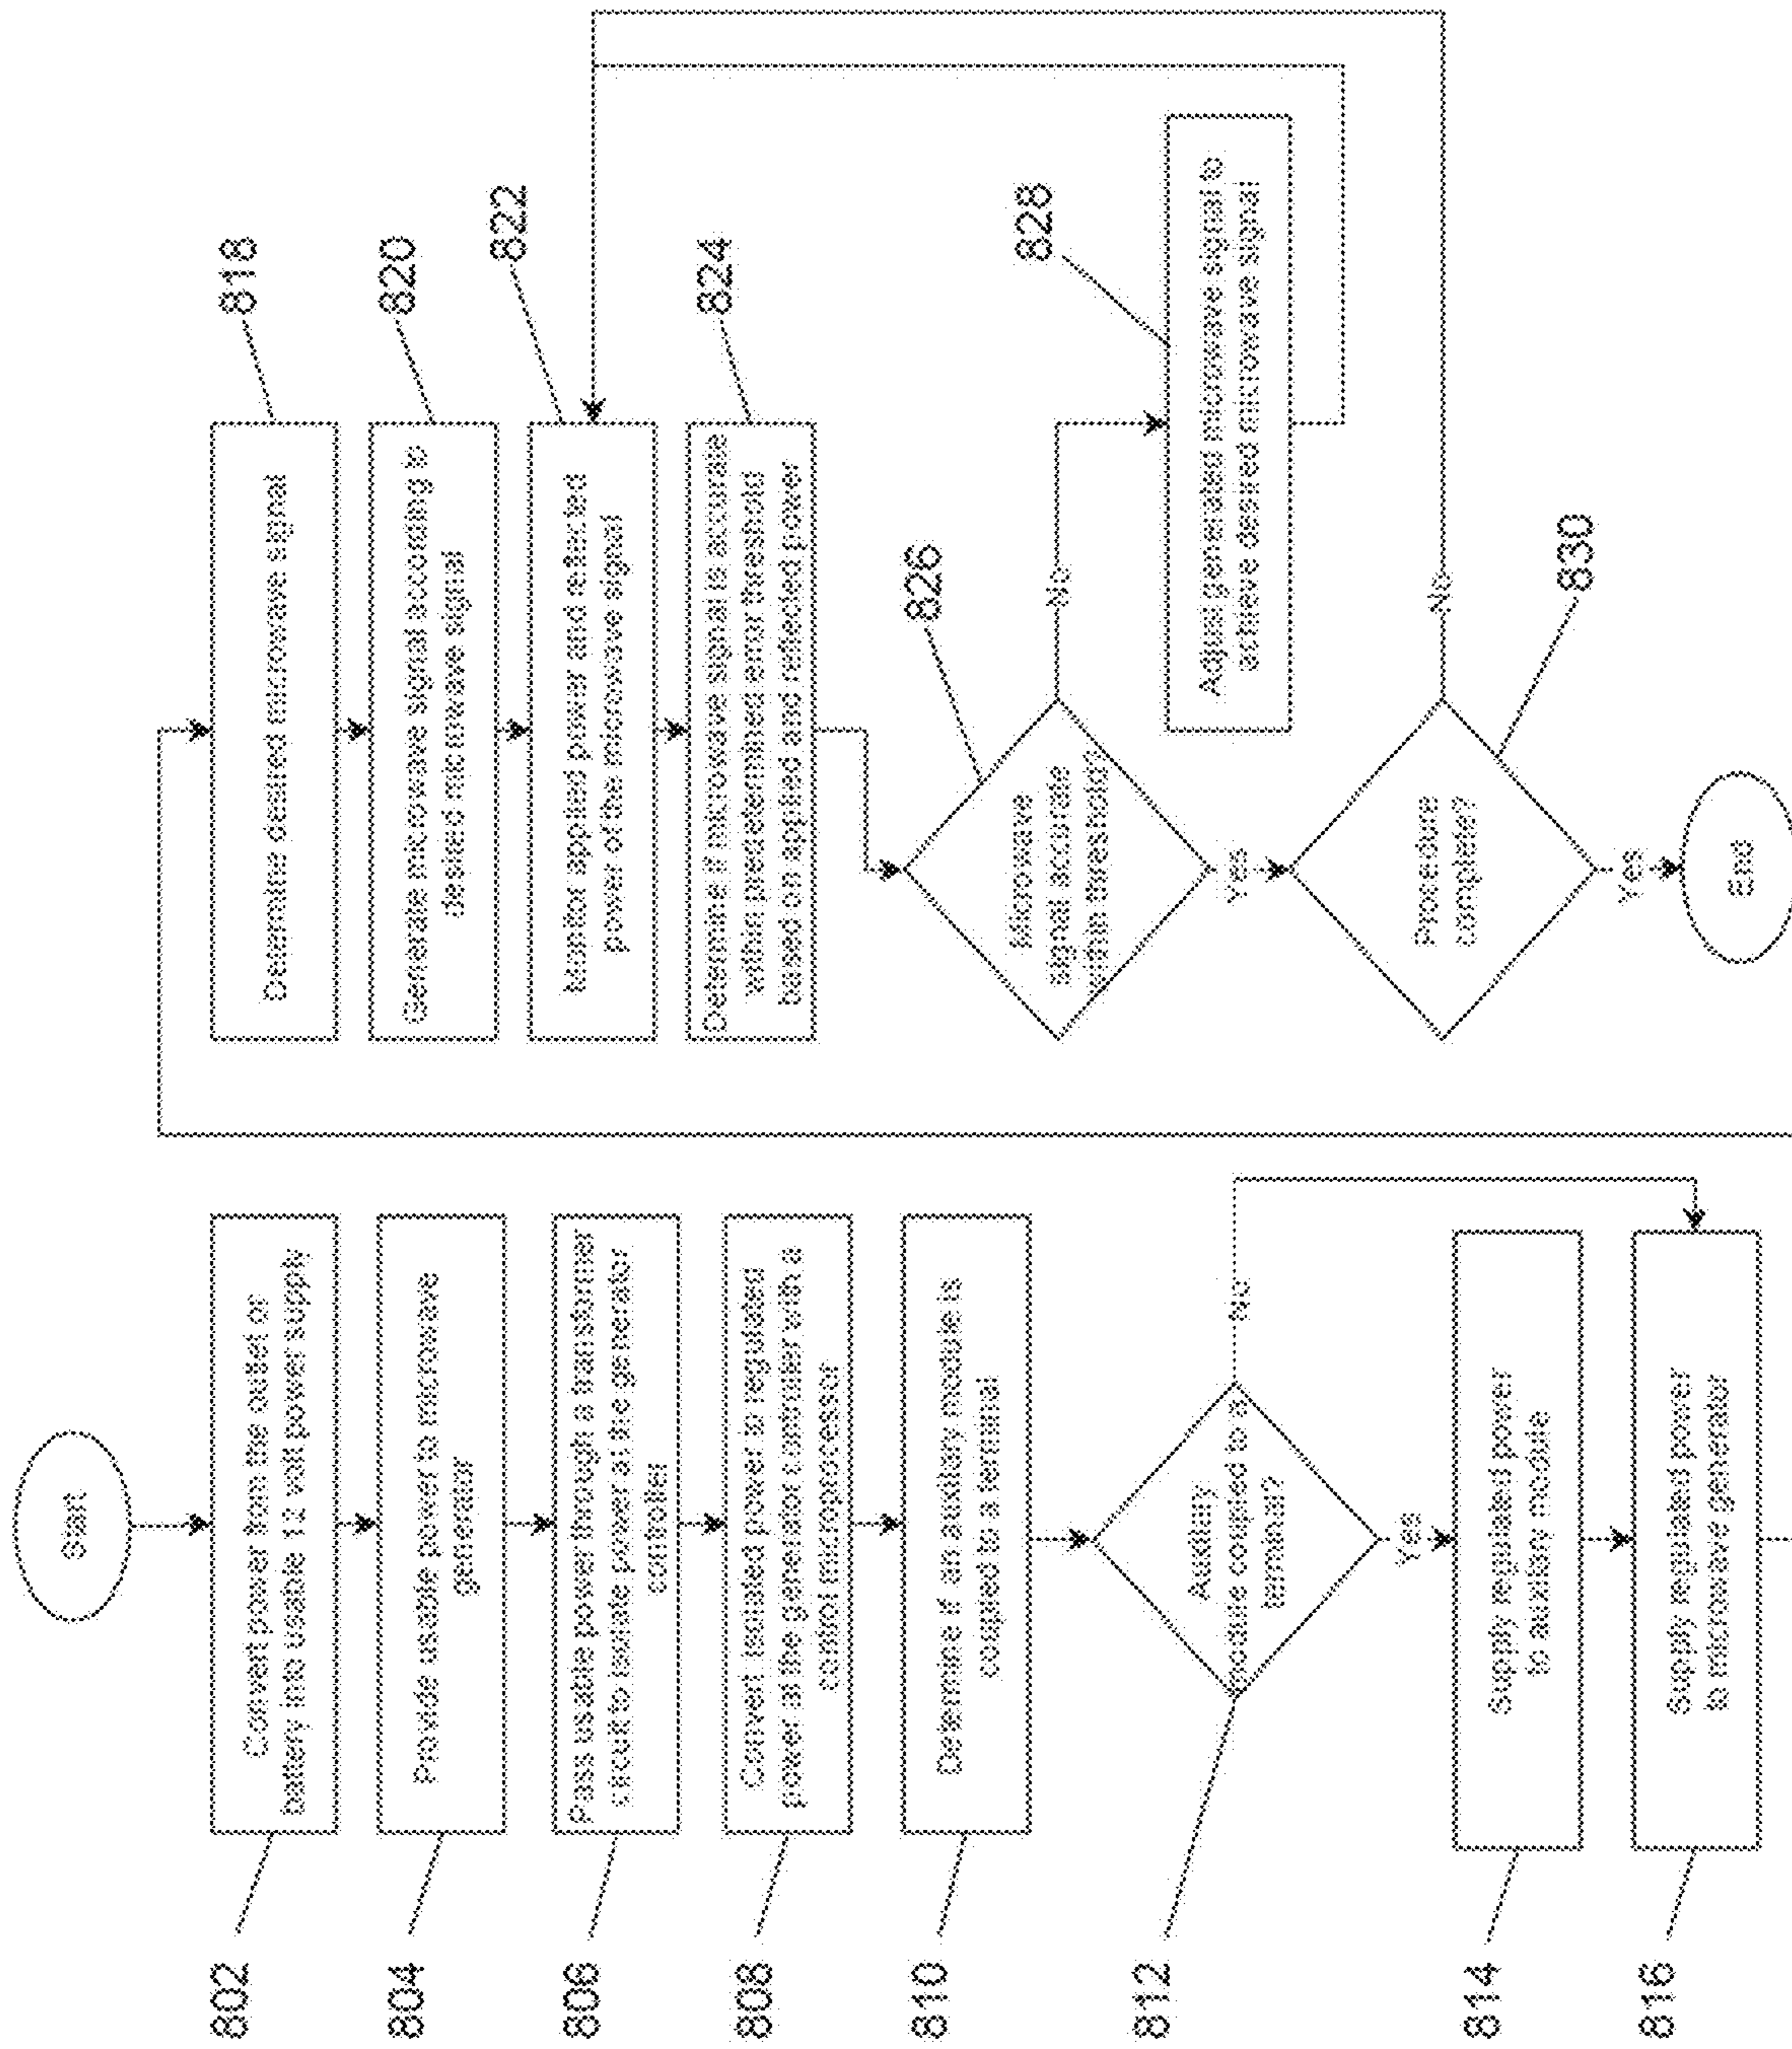 Start
802
Convert power from the outlet or
battery into usable 12 volt power supply
804
Provide usable power to microwave
generator
806
Pass usable power through a transformer
circuit to isolate power at the generator
controller
808
Convert isolated power to regulated
power at the generator controller with a
control microprocessor
810
Determine if an auxiliary module is
coupled to a terminal
812
Auxiliary
module coupled to a
terminal?
No
Yes
814
Supply regulated power
to auxiliary module
816
Supply regulated power
to microwave generator
818
Determine desired microwave signal
820
Generate microwave signal according to
desired microwave signal
822
Monitor applied power and reflected
power of the microwave signal
824
Determine if microwave signal is accurate
within predetermined error threshold
based on applied and reflected power
826
Microwave
signal accurate
within threshold?
No
Yes
828
Adjust generated microwave signal to
achieve desired microwave signal
830
Procedure
complete?
No
Yes
End